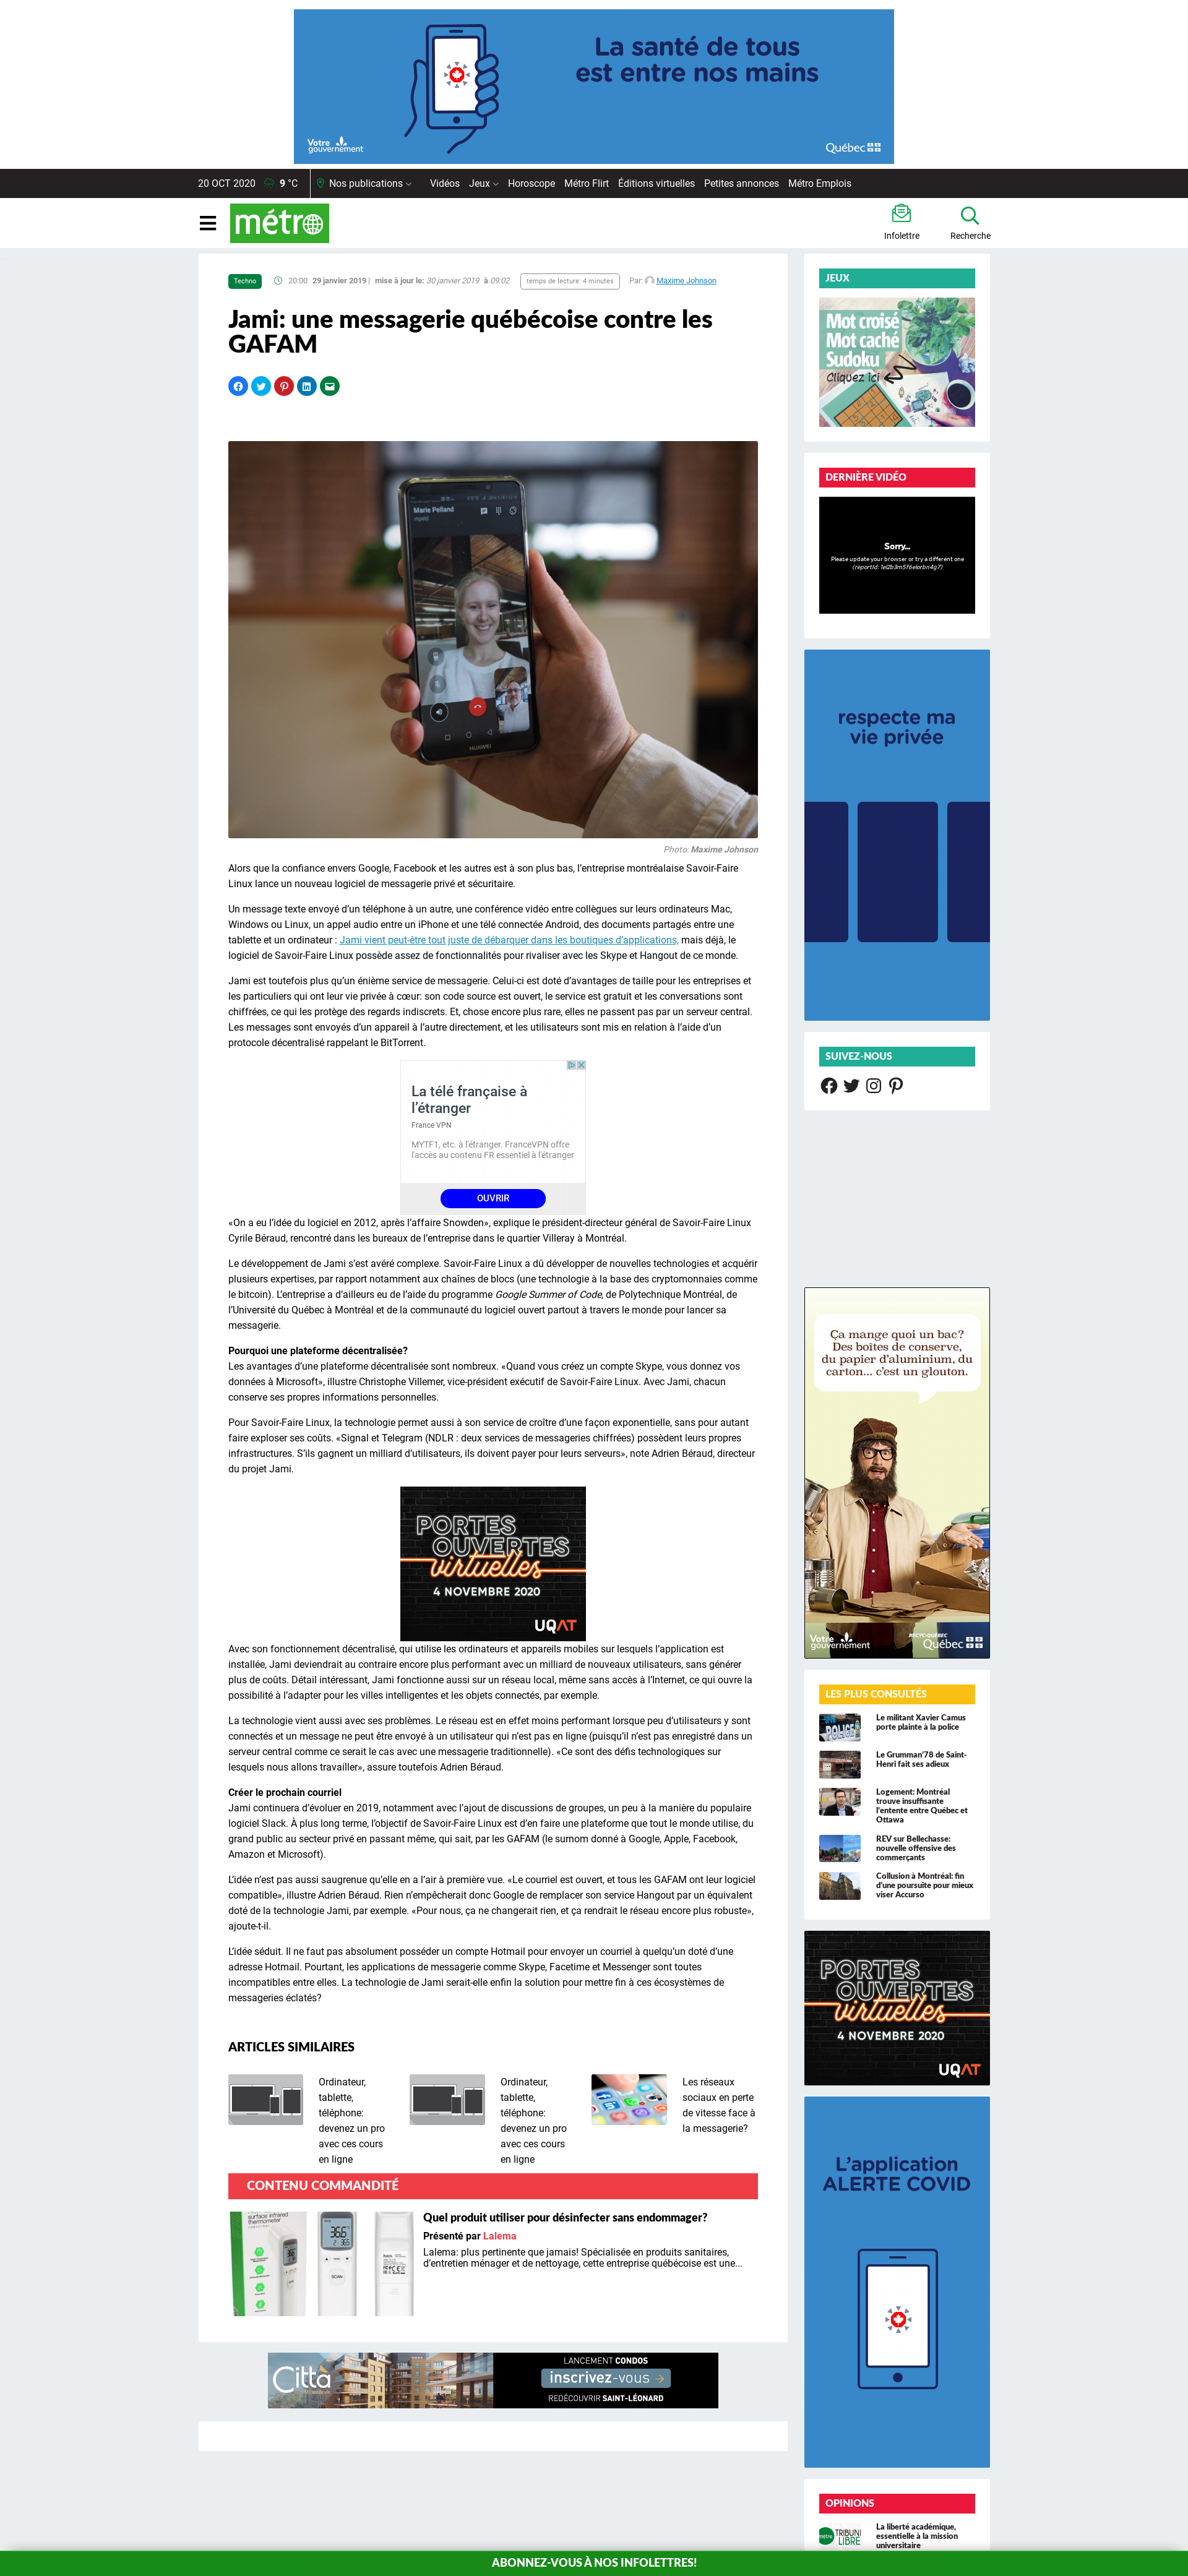 La santé de tous
est entre nos mains
Votre
gouvernement
Québec
20 OCT 2020 9 °C Nos publications Vidéos Jeux Horoscope Métro Flirt Éditions virtuelles Petites annonces Métro Emplois
métro
Infolettre
Recherche
Techno 20:00 29 janvier 2019 | mise à jour le: 30 janvier 2019 à 09:02 temps de lecture: 4 minutes Par: Maxime Johnson
Jami: une messagerie québécoise contre les
GAFAM
Marie Pelland
mpelld
HUAWEI
Photo: Maxime Johnson
Alors que la confiance envers Google, Facebook et les autres est à son plus bas, l’entreprise montréalaise Savoir-Faire
Linux lance un nouveau logiciel de messagerie privé et sécuritaire.
Un message texte envoyé d’un téléphone à un autre, une conférence vidéo entre collègues sur leurs ordinateurs Mac,
Windows ou Linux, un appel audio entre un iPhone et une télé connectée Android, des documents partagés entre une
tablette et un ordinateur : Jami vient peut-être tout juste de débarquer dans les boutiques d’applications, mais déjà, le
logiciel de Savoir-Faire Linux possède assez de fonctionnalités pour rivaliser avec les Skype et Hangout de ce monde.
Jami est toutefois plus qu’un énième service de messagerie. Celui-ci est doté d’avantages de taille pour les entreprises et
les particuliers qui ont leur vie privée à cœur: son code source est ouvert, le service est gratuit et les conversations sont
chiffrées, ce qui les protège des regards indiscrets. Et, chose encore plus rare, elles ne passent pas par un serveur central.
Les messages sont envoyés d’un appareil à l’autre directement, et les utilisateurs sont mis en relation à l’aide d’un
protocole décentralisé rappelant le BitTorrent.
La télé française à
l’étranger
France VPN
MYTF1, etc. à l'étranger. FranceVPN offre
l'accès au contenu FR essentiel à l'étranger
OUVRIR
«On a eu l’idée du logiciel en 2012, après l’affaire Snowden», explique le président-directeur général de Savoir-Faire Linux
Cyrile Béraud, rencontré dans les bureaux de l’entreprise dans le quartier Villeray à Montréal.
Le développement de Jami s’est avéré complexe. Savoir-Faire Linux a dû développer de nouvelles technologies et acquérir
plusieurs expertises, par rapport notamment aux chaînes de blocs (une technologie à la base des cryptomonnaies comme
le bitcoin). L’entreprise a d’ailleurs eu de l’aide du programme Google Summer of Code, de Polytechnique Montréal, de
l’Université du Québec à Montréal et de la communauté du logiciel ouvert partout à travers le monde pour lancer sa
messagerie.
Pourquoi une plateforme décentralisée?
Les avantages d’une plateforme décentralisée sont nombreux. «Quand vous créez un compte Skype, vous donnez vos
données à Microsoft», illustre Christophe Villemer, vice-président exécutif de Savoir-Faire Linux. Avec Jami, chacun
conserve ses propres informations personnelles.
Pour Savoir-Faire Linux, la technologie permet aussi à son service de croître d’une façon exponentielle, sans pour autant
faire exploser ses coûts. «Signal et Telegram (NDLR : deux services de messageries chiffrées) possèdent leurs propres
infrastructures. S’ils gagnent un milliard d’utilisateurs, ils doivent payer pour leurs serveurs», note Adrien Béraud, directeur
du projet Jami.
PORTES
OUVERTES
virtuelles
4 NOVEMBRE 2020
UQAT
Avec son fonctionnement décentralisé, qui utilise les ordinateurs et appareils mobiles sur lesquels l’application est
installée, Jami deviendrait au contraire encore plus performant avec un milliard de nouveaux utilisateurs, sans générer
plus de coûts. Détail intéressant, Jami fonctionne aussi sur un réseau local, même sans accès à l’Internet, ce qui ouvre la
possibilité à l’adapter pour les villes intelligentes et les objets connectés, par exemple.
La technologie vient aussi avec ses problèmes. Le réseau est en effet moins performant lorsque peu d’utilisateurs y sont
connectés et un message ne peut être envoyé à un utilisateur qui n’est pas en ligne (puisqu’il n’est pas enregistré dans un
serveur central comme ce serait le cas avec une messagerie traditionnelle). «Ce sont des défis technologiques sur
lesquels nous allons travailler», assure toutefois Adrien Béraud.
Créer le prochain courriel
Jami continuera d’évoluer en 2019, notamment avec l’ajout de discussions de groupes, un peu à la manière du populaire
logiciel Slack. À plus long terme, l’objectif de Savoir-Faire Linux est d’en faire une plateforme que tout le monde utilise, du
grand public au secteur privé en passant même, qui sait, par les GAFAM (le surnom donné à Google, Apple, Facebook,
Amazon et Microsoft).
L’idée n’est pas aussi saugrenue qu’elle en a l’air à première vue. «Le courriel est ouvert, et tous les GAFAM ont leur logiciel
compatible», illustre Adrien Béraud. Rien n’empêcherait donc Google de remplacer son service Hangout par un équivalent
doté de la technologie Jami, par exemple. «Pour nous, ça ne changerait rien, et ça rendrait le réseau encore plus robuste»,
ajoute-t-il.
L’idée séduit. Il ne faut pas absolument posséder un compte Hotmail pour envoyer un courriel à quelqu’un doté d’une
adresse Hotmail. Pourtant, les applications de messagerie comme Skype, Facetime et Messenger sont toutes
incompatibles entre elles. La technologie de Jami serait-elle enfin la solution pour mettre fin à ces écosystèmes de
messageries éclatés?
ARTICLES SIMILAIRES
Ordinateur,
tablette,
téléphone:
devenez un pro
avec ces cours
en ligne
Ordinateur,
tablette,
téléphone:
devenez un pro
avec ces cours
en ligne
Les réseaux
sociaux en perte
de vitesse face à
la messagerie?
CONTENU COMMANDITÉ
surface infrared
thermometer
SCAN
Quel produit utiliser pour désinfecter sans endommager?
Présenté par Lalema
Lalema: plus pertinente que jamais! Spécialisée en produits sanitaires,
d’entretien ménager et de nettoyage, cette entreprise québécoise est une...
Città
LANCEMENT CONDOS
inscrivez-vous →
REDÉCOUVRIR SAINT-LÉONARD
JEUX
Mot croisé
Mot caché
Sudoku
Cliquez ici
DERNIÈRE VIDÉO
Sorry...
Please update your browser or try a different one
(reportId: 1el2b3m5f6elorbn4g7)
respecte ma
vie privée
SUIVEZ-NOUS
Ça mange quoi un bac?
Des boîtes de conserve,
du papier d’aluminium, du
carton... c’est un glouton.
Votre
gouvernement
RECYC-QUÉBEC
Québec
LES PLUS CONSULTÉS
POLICE
Le militant Xavier Camus
porte plainte à la police
Le Grumman’78 de Saint-
Henri fait ses adieux
Logement: Montréal
trouve insuffisante
l’entente entre Québec et
Ottawa
REV sur Bellechasse:
nouvelle offensive des
commerçants
Collusion à Montréal: fin
d’une poursuite pour mieux
viser Accurso
PORTES
OUVERTES
virtuelles
4 NOVEMBRE 2020
UQAT
L’application
ALERTE COVID
OPINIONS
métro TRIBUNE
LIBRE
La liberté académique,
essentielle à la mission
universitaire
ABONNEZ-VOUS À NOS INFOLETTRES!